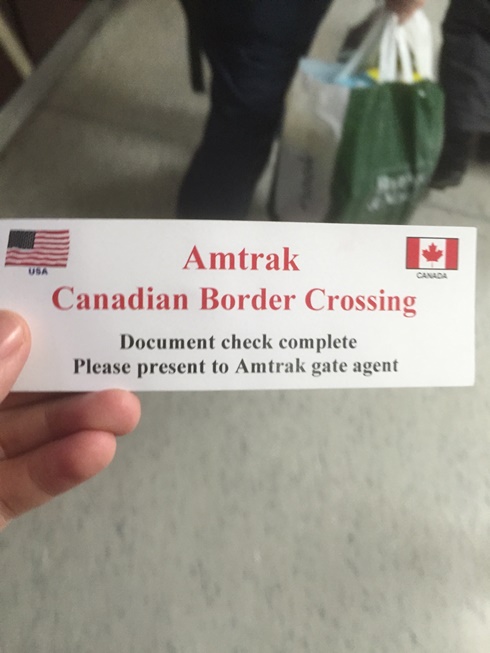 Amtrak
USA
CANADA
Canadian Border Crossing
Document check complete
Please present to Amtrak gate agent